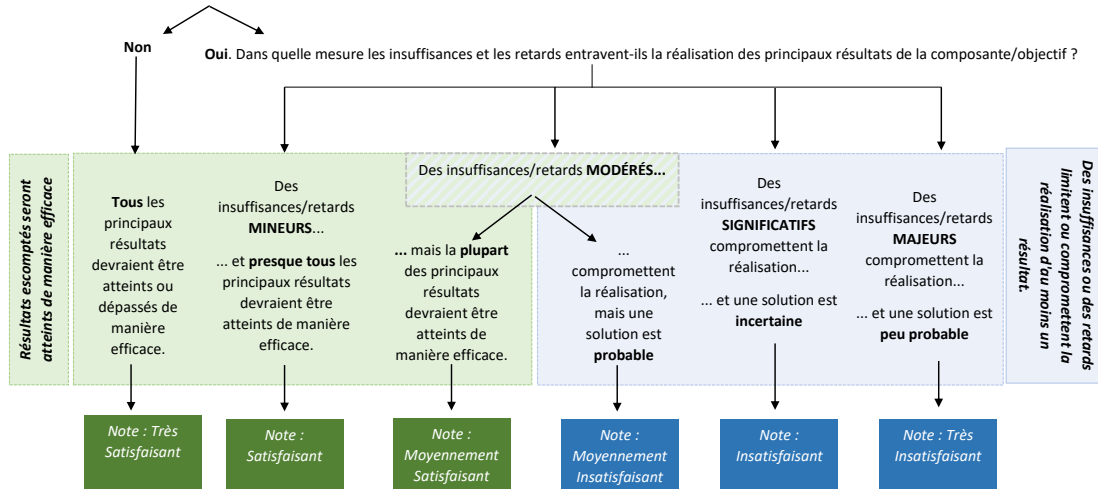 Non
Oui. Dans quelle mesure les insuffisances et les retards entravent-ils la réalisation des principaux résultats de la composante/objectif ?
Résultats escomptés seront
atteints de manière efficace
Tous les
principaux
résultats
devraient être
atteints ou
dépassés de
manière
efficace.
Des
insuffisances/retards
MINEURS...
... et presque tous les
principaux résultats
devraient être
atteints de manière
efficace.
Des insuffisances/retards MODÉRÉS...
... mais la plupart
des principaux
résultats
devraient être
atteints de
manière efficace.
...
compromettent
la réalisation,
mais une
solution est
probable
Des
insuffisances/retards
SIGNIFICATIFS
compromettent la
réalisation...
... et une solution est
incertaine
Des
insuffisances/retards
MAJEURS
compromettent la
réalisation...
... et une solution est
peu probable
Des insuffisances ou des retards
limitent ou compromettent la
réalisation d'au moins un
résultat.
Note : Très
Satisfaisant
Note :
Satisfaisant
Note :
Moyennement
Satisfaisant
Note :
Moyennement
Insatisfaisant
Note :
Insatisfaisant
Note : Très
Insatisfaisant